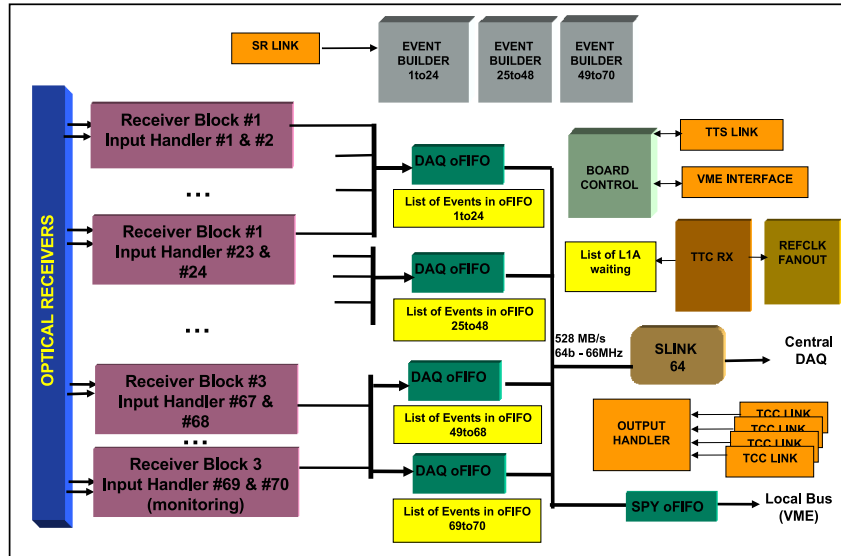 SR LINK
EVENT
BUILDER
1to24
EVENT
BUILDER
25to48
EVENT
BUILDER
49to70
OPTICAL RECEIVERS
Receiver Block #1
Input Handler #1 & #2
...
Receiver Block #1
Input Handler #23 &
#24
...
Receiver Block #3
Input Handler #67 &
#68
...
Receiver Block 3
Input Handler #69 & #70
(monitoring)
DAQ oFIFO
List of Events in oFIFO
1to24
DAQ oFIFO
List of Events in oFIFO
25to48
DAQ oFIFO
List of Events in oFIFO
49to68
DAQ oFIFO
List of Events in oFIFO
69to70
BOARD
CONTROL
TTS LINK
VME INTERFACE
List of L1A
waiting
TTC RX
REFCLK
FANOUT
528 MB/s
64b - 66MHz
SLINK
64
Central
DAQ
OUTPUT
HANDLER
TCC LINK
TCC LINK
TCC LINK
TCC LINK
SPY oFIFO
Local Bus
(VME)